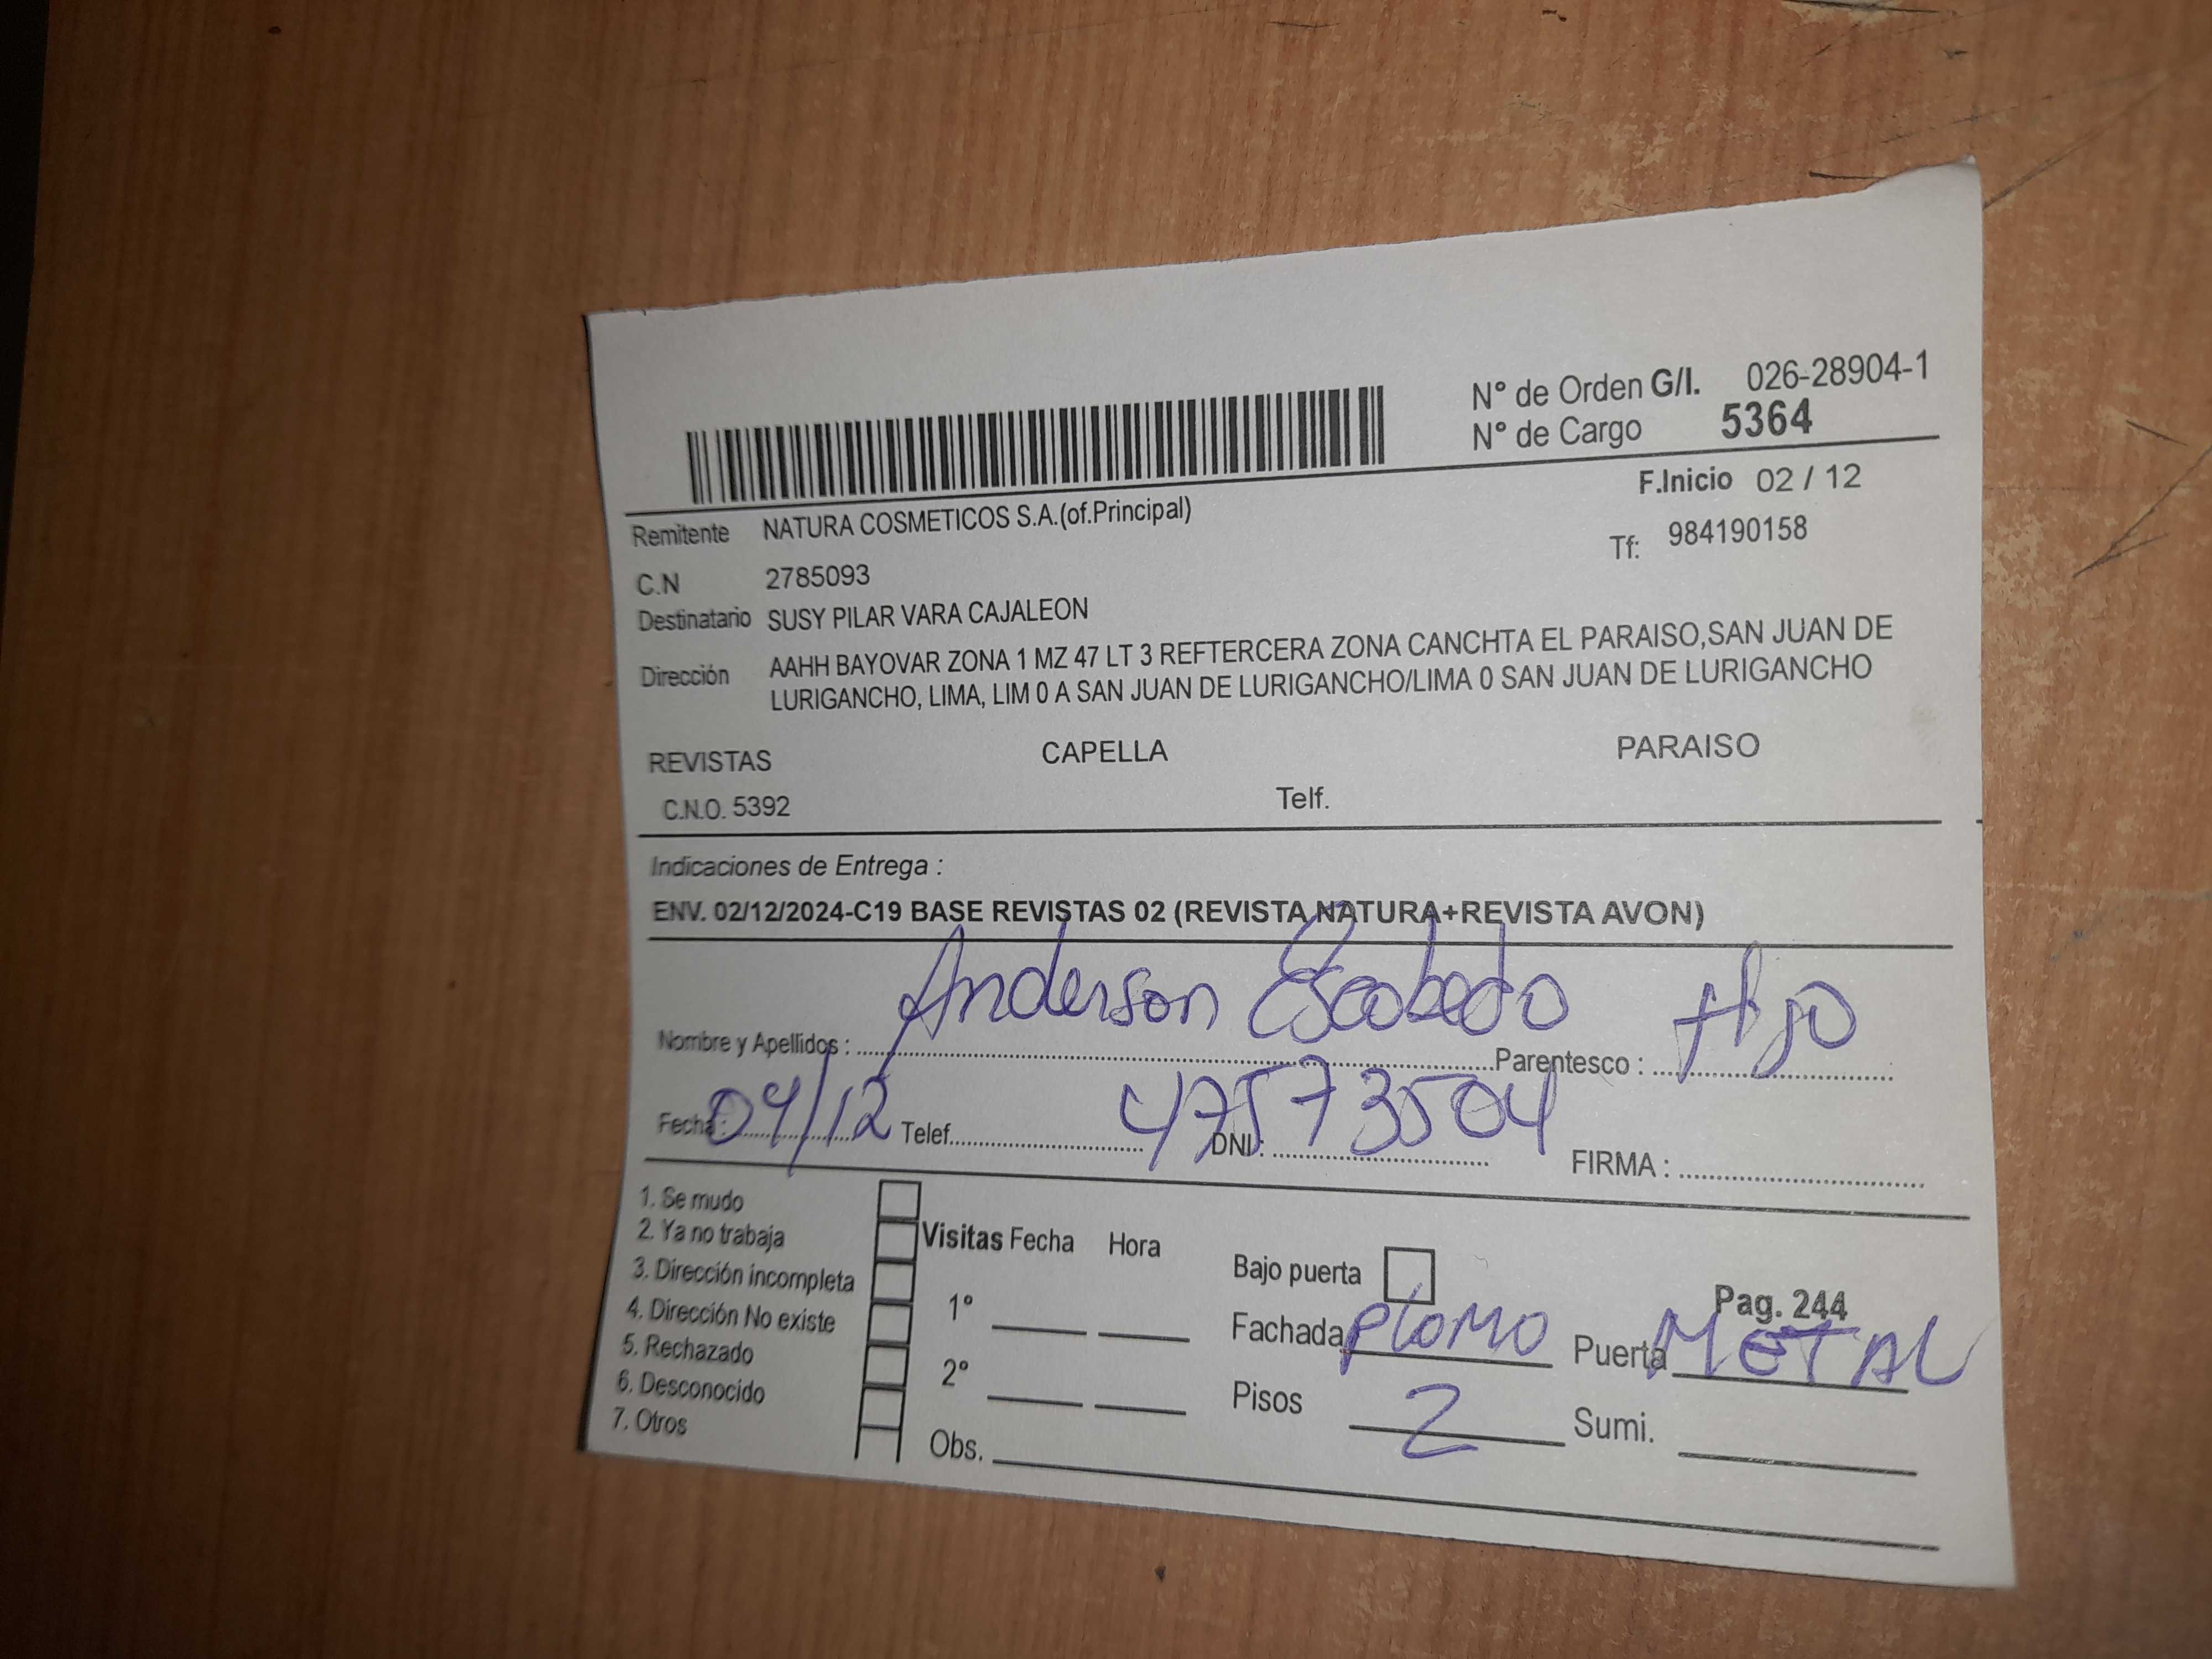 N° de Orden G/I. 026-28904-1
N° de Cargo 5364
F.Inicio 02 / 12
Remitente NATURA COSMETICOS S.A.(of.Principal)
Tf: 984190158
C.N 2785093
Destinatario SUSY PILAR VARA CAJALEON
Dirección AAHH BAYOVAR ZONA 1 MZ 47 LT 3 REFTERCERA ZONA CANCHTA EL PARAISO,SAN JUAN DE
LURIGANCHO, LIMA, LIM 0 A SAN JUAN DE LURIGANCHO/LIMA 0 SAN JUAN DE LURIGANCHO
REVISTAS CAPELLA PARAISO
C.N.O. 5392 Telf.
Indicaciones de Entrega :
ENV. 02/12/2024-C19 BASE REVISTAS 02 (REVISTA NATURA+REVISTA AVON)
Nombre y Apellidos : Anderson Escobedo Parentesco : Hijo
Fecha : 04/12 Telef. DNI : 47573504 FIRMA :
1. Se mudo
2. Ya no trabaja
3. Dirección incompleta
4. Dirección No existe
5. Rechazado
6. Desconocido
7. Otros
Visitas Fecha Hora
1°
2°
Obs.
Bajo puerta
Pag. 244
Fachada PLOMO Puerta METAL
Pisos 2 Sumi.